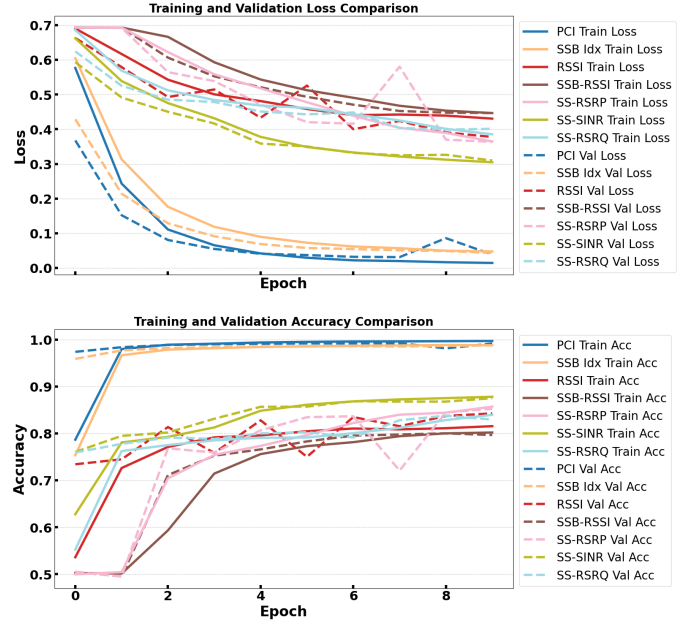 Training and Validation Loss Comparison
0.7
0.6
0.5
0.4
0.3
0.2
0.1
0.0
Loss
Epoch
PCI Train Loss
SSB Idx Train Loss
RSSI Train Loss
SSB-RSSI Train Loss
SS-RSRP Train Loss
SS-SINR Train Loss
SS-RSRQ Train Loss
PCI Val Loss
SSB Idx Val Loss
RSSI Val Loss
SSB-RSSI Val Loss
SS-RSRP Val Loss
SS-SINR Val Loss
SS-RSRQ Val Loss
Training and Validation Accuracy Comparison
1.0
0.9
0.8
0.7
0.6
0.5
Accuracy
0 2 4 6 8
Epoch
PCI Train Acc
SSB Idx Train Acc
RSSI Train Acc
SSB-RSSI Train Acc
SS-RSRP Train Acc
SS-SINR Train Acc
SS-RSRQ Train Acc
PCI Val Acc
SSB Idx Val Acc
RSSI Val Acc
SSB-RSSI Val Acc
SS-RSRP Val Acc
SS-SINR Val Acc
SS-RSRQ Val Acc